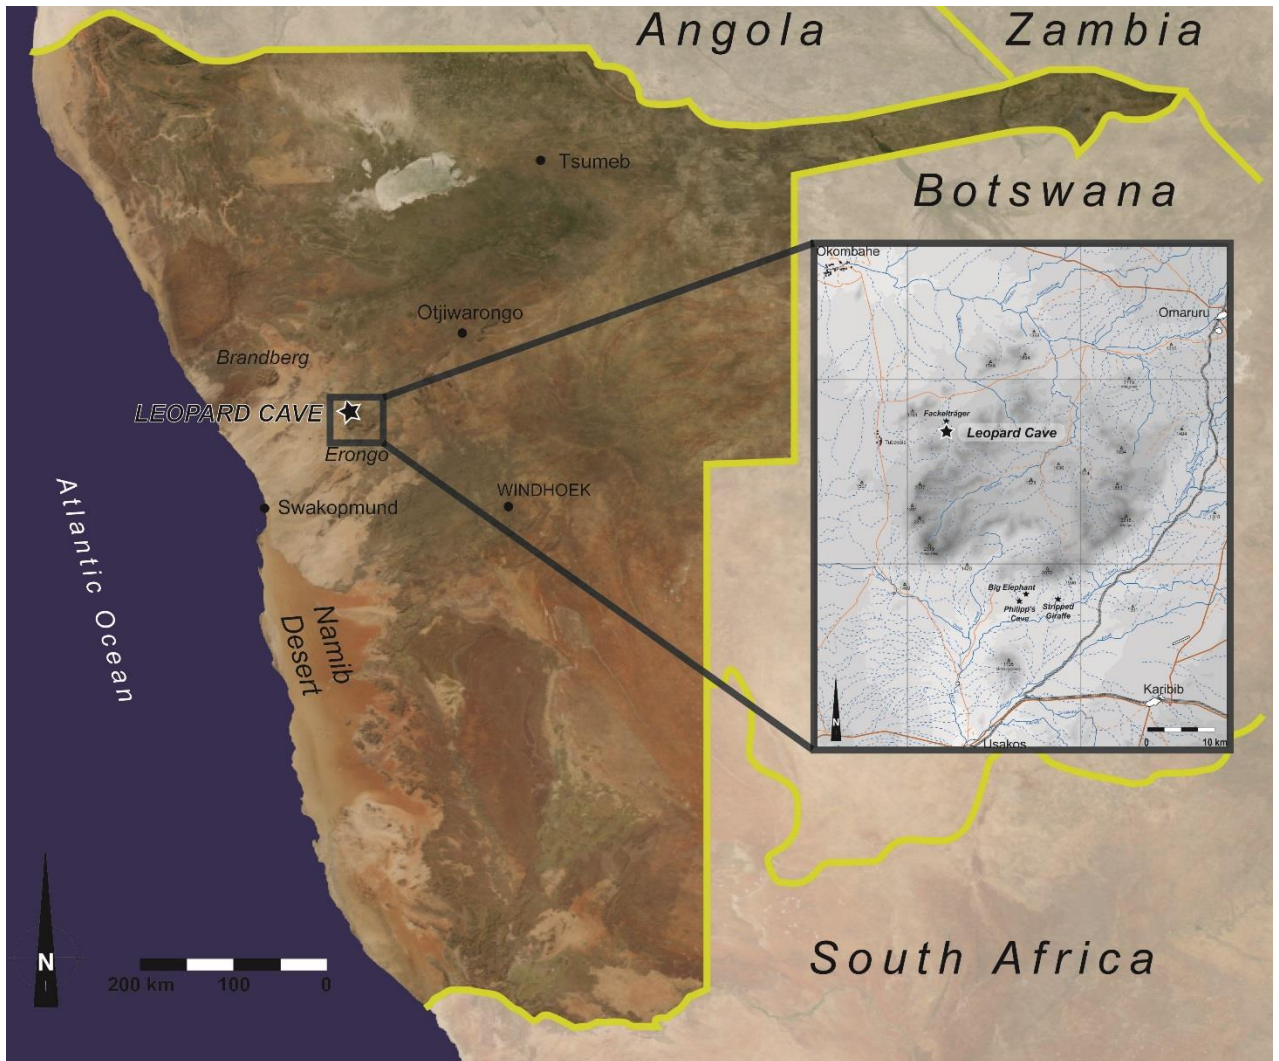 Angola
Zambia
Tsumeb
Botswana
Okombahe
Omaruru
Otjiwarongo
Brandberg
LEOPARD CAVE
Fackelträger
Leopard Cave
Erongo
WINDHOEK
Swakopmund
Atlantic Ocean
Namib
Desert
Big Elephant
Philipp's
Cave
Stripped
Giraffe
Karibib
Usakos
N
0 10 km
South Africa
N
200 km 100 0